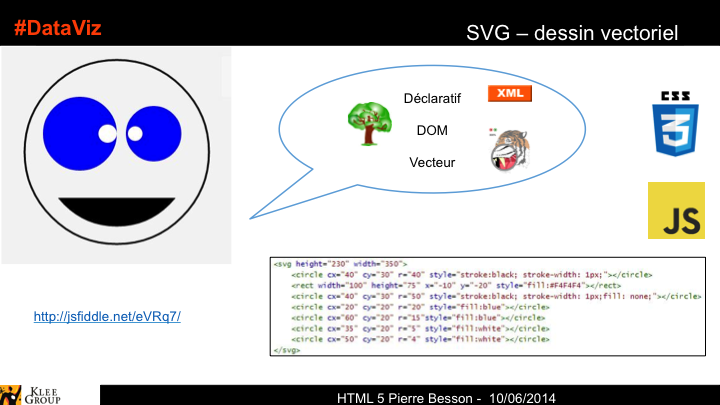 #DataViz
SVG – dessin vectoriel
Déclaratif
XML
DOM
Vecteur
CSS
3
JS
<svg height="230" width="350">
<circle cx="40" cy="30" r="40" style="stroke:black; stroke-width: 1px;"></circle>
<rect width="100" height="75" x="-10" y="-20" style="fill:#F4F4F4"></rect>
<circle cx="40" cy="30" r="50" style="stroke:black; stroke-width: 1px;fill: none;"></circle>
<circle cx="20" cy="20" r="20" style="fill:blue"></circle>
<circle cx="60" cy="20" r="15"style="fill:blue"></circle>
<circle cx="35" cy="20" r="5" style="fill:white"></circle>
<circle cx="50" cy="20" r="4" style="fill:white"></circle>
</svg>
http://jsfiddle.net/eVRq7/
KLEE
GROUP
HTML 5 Pierre Besson - 10/06/2014